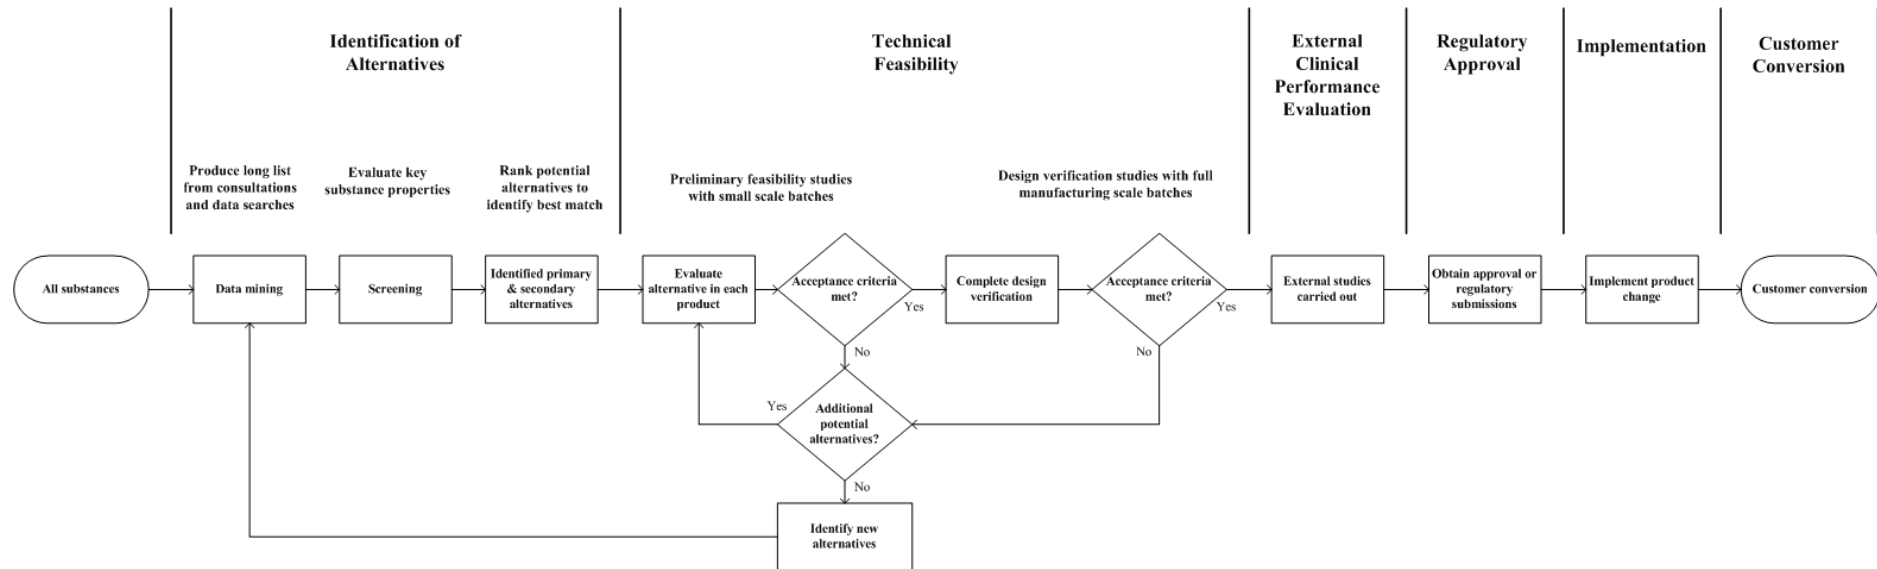 Identification of
Alternatives
Technical
Feasibility
External
Clinical
Performance
Evaluation
Regulatory
Approval
Implementation
Customer
Conversion
Produce long list
from consultations
and data searches
Evaluate key
substance properties
Rank potential
alternatives to
identify best match
Preliminary feasibility studies
with small scale batches
Design verification studies with full
manufacturing scale batches
All substances
Data mining
Screening
Identified primary
& secondary
alternatives
Evaluate
alternative in each
product
Acceptance criteria
met?
Yes
Complete design
verification
Acceptance criteria
met?
Yes
External studies
carried out
Obtain approval or
regulatory
submissions
Implement product
change
Customer conversion
No
No
Yes
Additional
potential
alternatives?
No
Identify new
alternatives